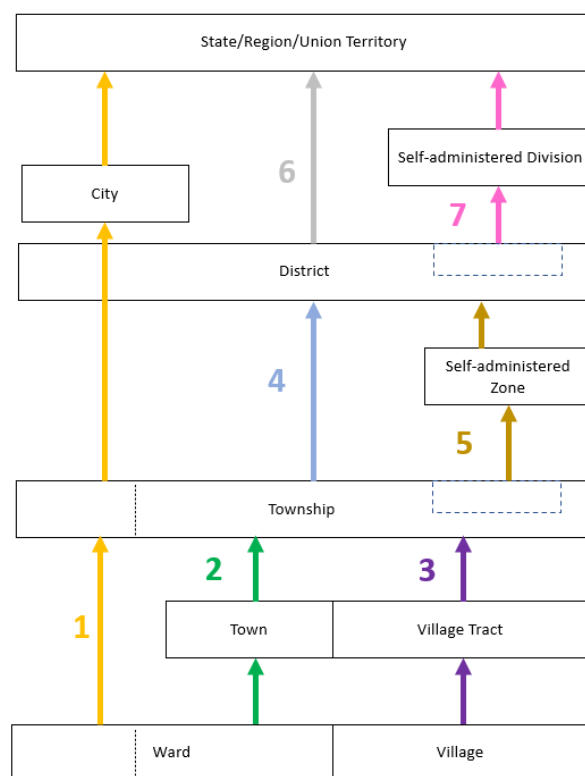 State/Region/Union Territory
Self-administered Division
City
6
7
District
4
Self-administered
Zone
5
Township
2
3
1
Town
Village Tract
Ward
Village